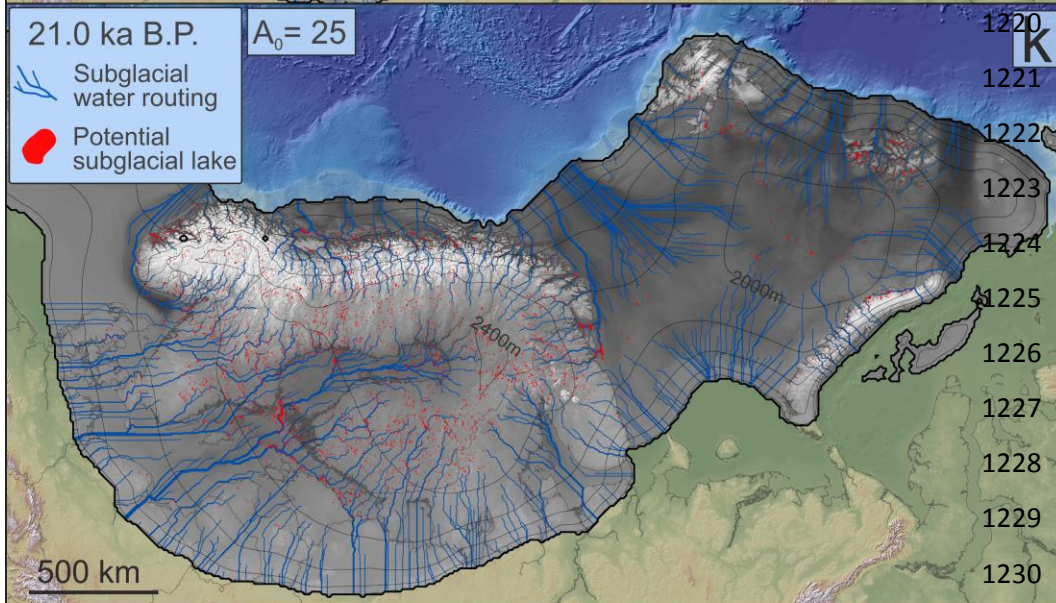 21.0 ka B.P.
A₀ = 25
K
Subglacial
water routing
Potential
subglacial lake
2000m
2400m
500 km
1220
1221
1222
1223
1224
1225
1226
1227
1228
1229
1230